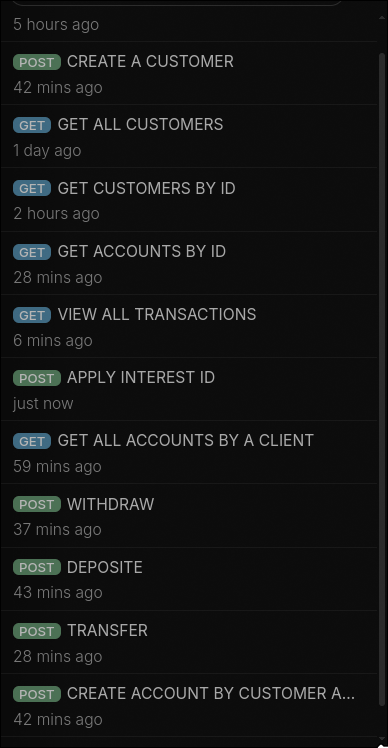 5 hours ago
POST CREATE A CUSTOMER
42 mins ago
GET GET ALL CUSTOMERS
1 day ago
GET GET CUSTOMERS BY ID
2 hours ago
GET GET ACCOUNTS BY ID
28 mins ago
GET VIEW ALL TRANSACTIONS
6 mins ago
POST APPLY INTEREST ID
just now
GET GET ALL ACCOUNTS BY A CLIENT
59 mins ago
POST WITHDRAW
37 mins ago
POST DEPOSITE
43 mins ago
POST TRANSFER
28 mins ago
POST CREATE ACCOUNT BY CUSTOMER A...
42 mins ago